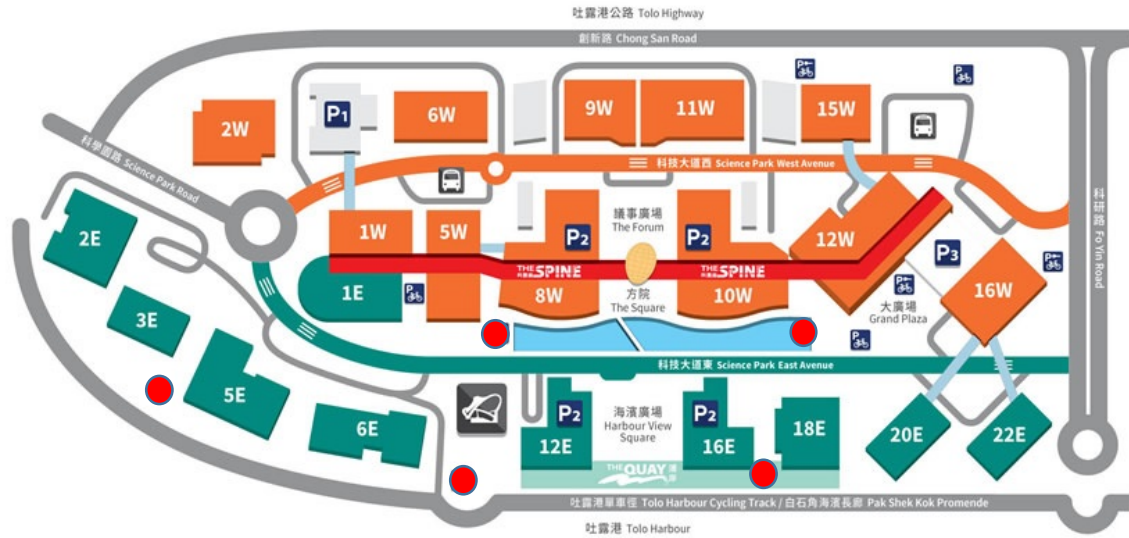 吐露港公路 Tolo Highway
創新路 Chong San Road
科學園路 Science Park Road
2W
P1
6W
9W
11W
15W
P
P
科技大道西 Science Park West Avenue
科研路 Fo Yin Road
1W
5W
P2
議事廣場
The Forum
P2
12W
P3
P
2E
THE SPINE
THE SPINE
1E
P
8W
方院
The Square
10W
P
大廣場
Grand Plaza
16W
3E
P
科技大道東 Science Park East Avenue
5E
6E
P2
海濱廣場
Harbour View
Square
P2
12E
16E
18E
20E
22E
THE QUAY
吐露港單車徑 Tolo Harbour Cycling Track / 白石角海濱長廊 Pak Shek Kok Promende
吐露港 Tolo Harbour